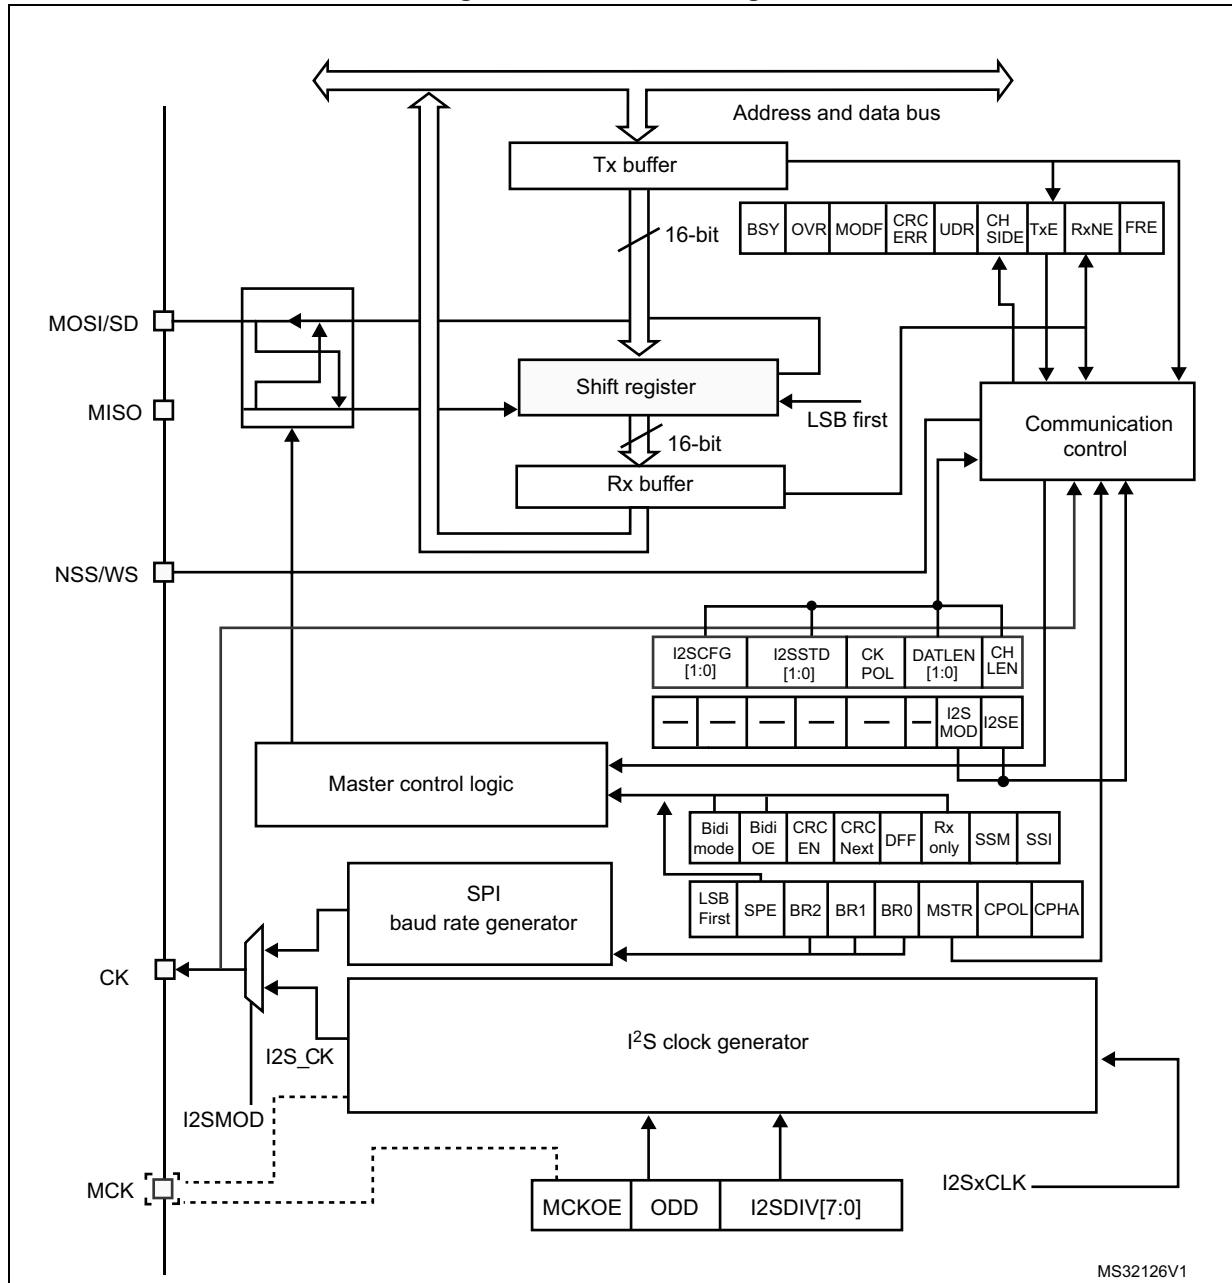 Address and data bus
Tx buffer
16-bit
BSY
OVR
MODF
CRC
ERR
UDR
CH
SIDE
TxE
RxNE
FRE
MOSI/SD
Shift register
MISO
LSB first
Communication
control
16-bit
Rx buffer
NSS/WS
I2SCFG
[1:0]
I2SSTD
[1:0]
CK
POL
DATLEN
[1:0]
CH
LEN
I2S
MOD
I2SE
Master control logic
Bidi
mode
Bidi
OE
CRC
EN
CRC
Next
DFF
Rx
only
SSM
SSI
SPI
baud rate generator
LSB
First
SPE
BR2
BR1
BR0
MSTR
CPOL
CPHA
CK
I2S clock generator
I2S_CK
I2SMOD
MCK
I2SxCLK
MCKOE
ODD
I2SDIV[7:0]
MS32126V1